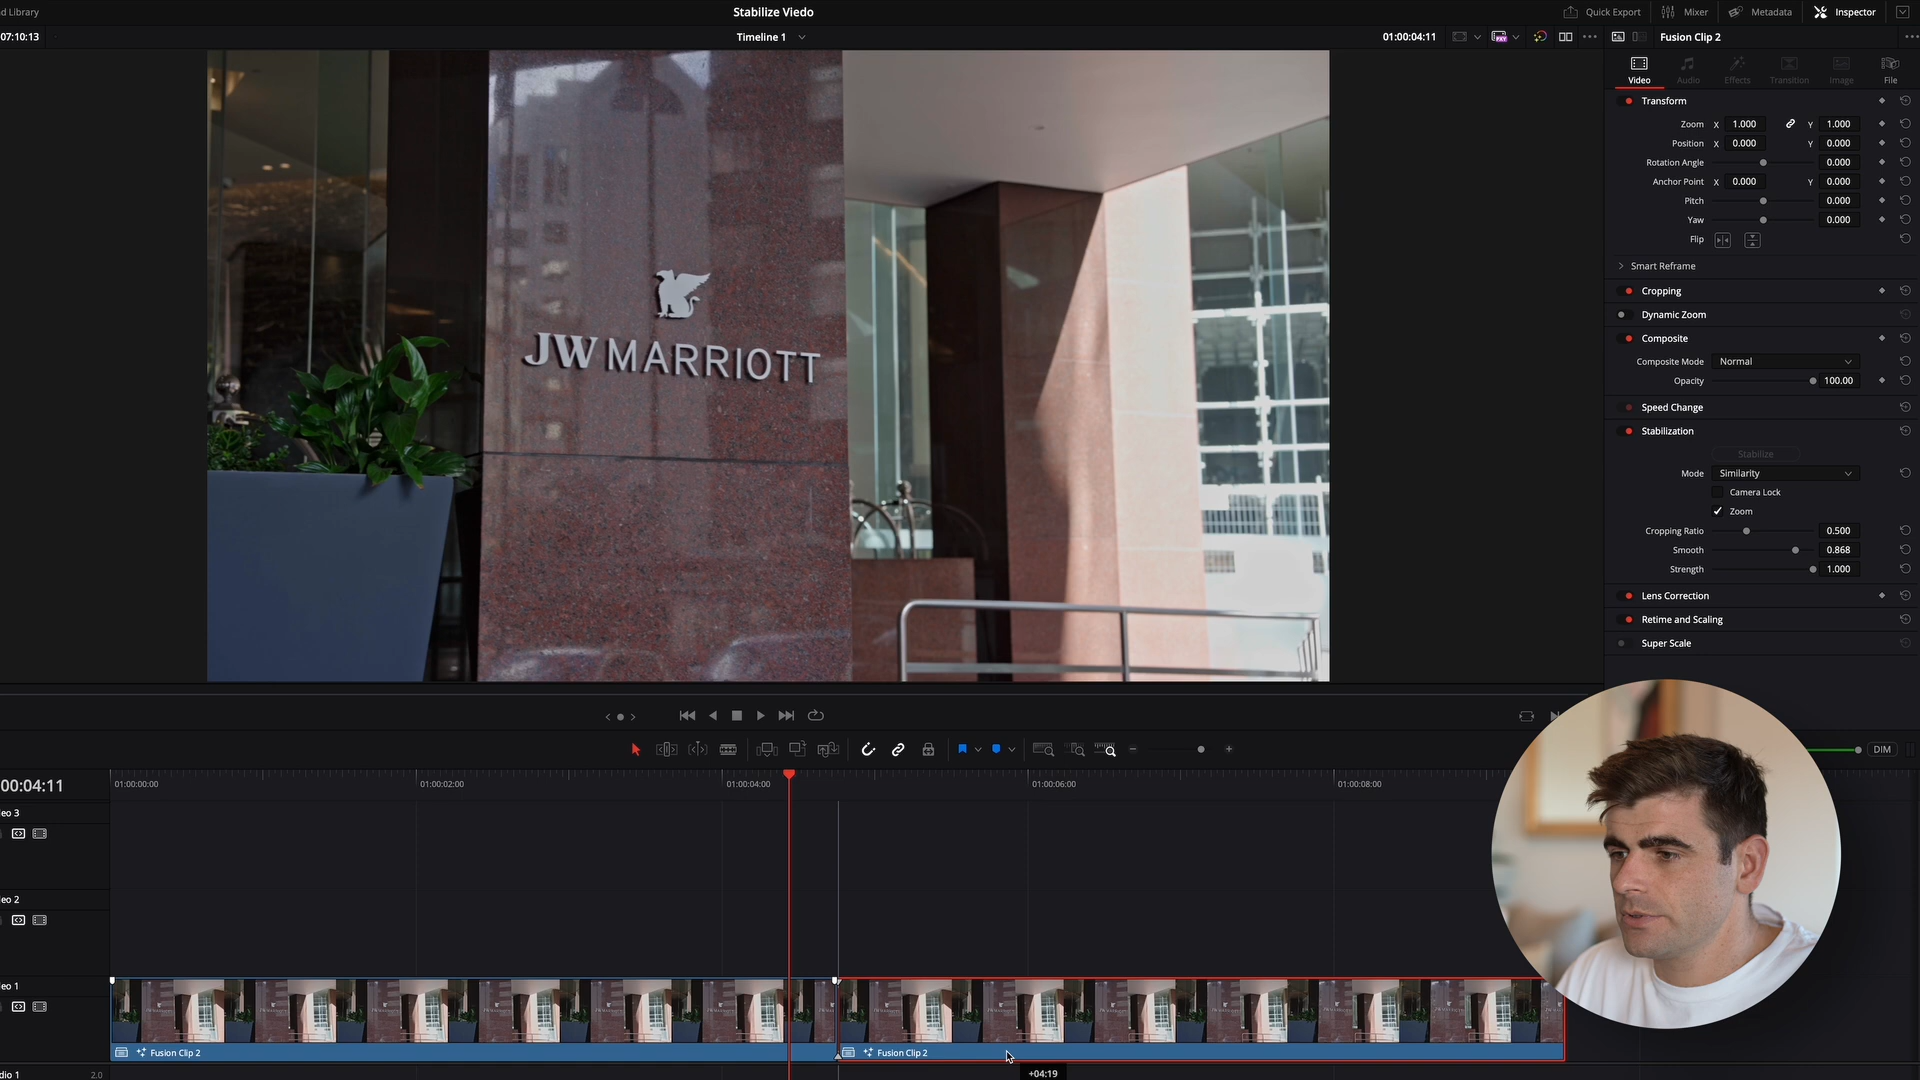 d Library
Stabilize Viedo
Quick Export
Mixer
Metadata
Inspector
07:10:13
Timeline 1
01:00:04:11
Fusion Clip 2
Video
Audio
Effects
Transition
Image
File
Transform
Zoom X 1.000 Y 1.000
Position X 0.000 Y 0.000
Rotation Angle 0.000
Anchor Point X 0.000 Y 0.000
Pitch 0.000
Yaw 0.000
Flip
Smart Reframe
Cropping
Dynamic Zoom
Composite
Composite Mode Normal
Opacity 100.00
Speed Change
Stabilization
Stabilize
Mode Similarity
Camera Lock
Zoom
Cropping Ratio 0.500
Smooth 0.868
Strength 1.000
Lens Correction
Retime and Scaling
Super Scale
JW MARRIOTT
DIM
00:04:11
01:00:00:00
01:00:02:00
01:00:04:00
01:00:06:00
01:00:08:00
eo 3
eo 2
eo 1
Fusion Clip 2
Fusion Clip 2
+04:19
dio 1
2.0